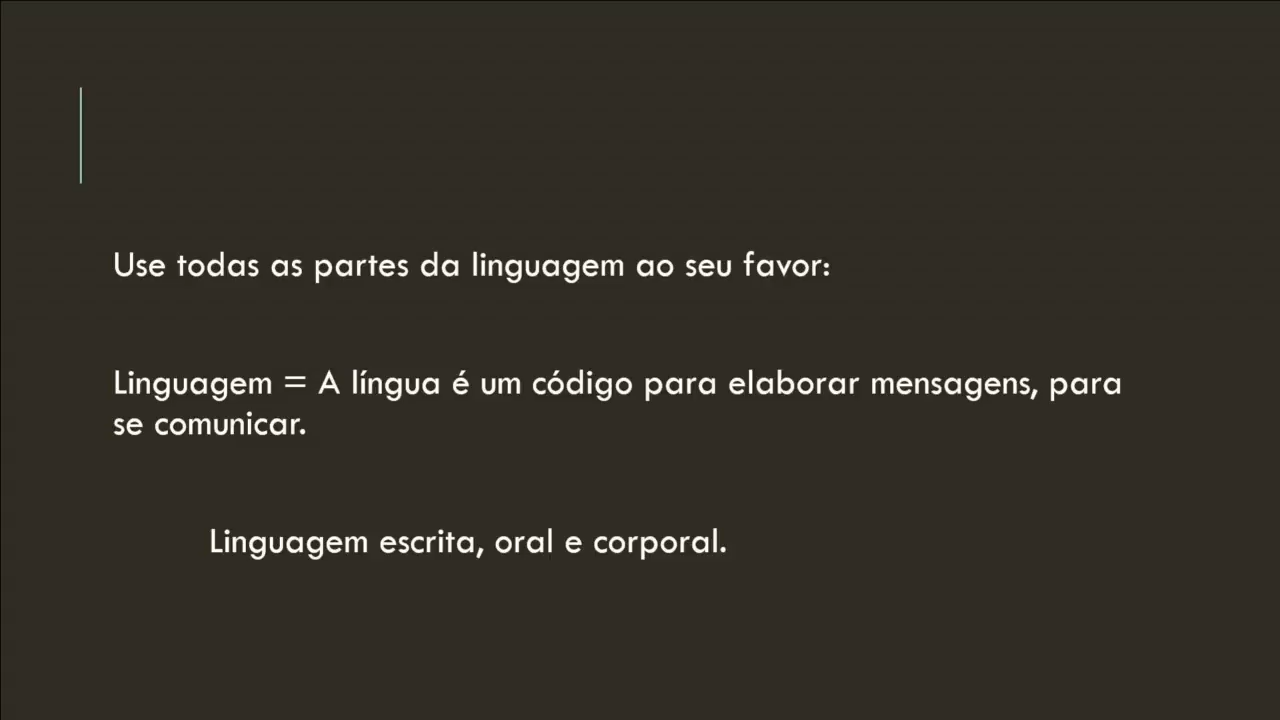 Use todas as partes da linguagem ao seu favor:
Linguagem = A língua é um código para elaborar mensagens, para
se comunicar.
Linguagem escrita, oral e corporal.